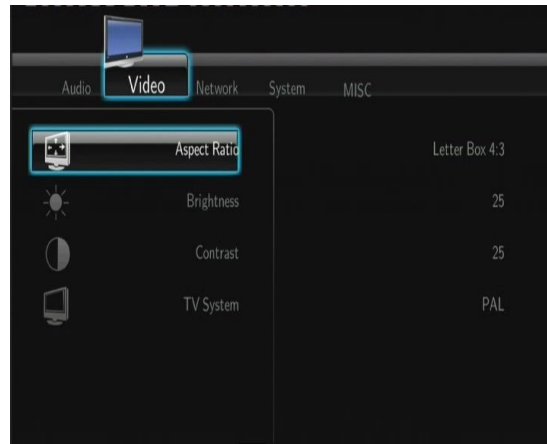 Audio Video Network System MISC
Aspect Ratio Letter Box 4:3
Brightness 25
Contrast 25
TV System PAL